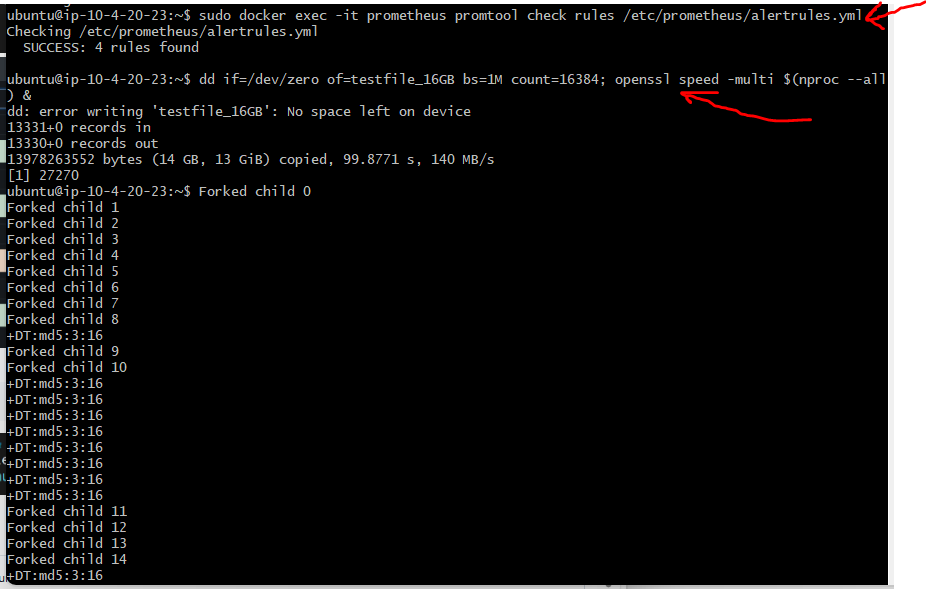 ubuntu@ip-10-4-20-23:~$ sudo docker exec -it prometheus promtool check rules /etc/prometheus/alertrules.yml
Checking /etc/prometheus/alertrules.yml
  SUCCESS: 4 rules found

ubuntu@ip-10-4-20-23:~$ dd if=/dev/zero of=testfile_16GB bs=1M count=16384; openssl speed -multi $(nproc --all
) &
dd: error writing 'testfile_16GB': No space left on device
13331+0 records in
13330+0 records out
13978263552 bytes (14 GB, 13 GiB) copied, 99.8771 s, 140 MB/s
[1] 27270
ubuntu@ip-10-4-20-23:~$ Forked child 0
Forked child 1
Forked child 2
Forked child 3
Forked child 4
Forked child 5
Forked child 6
Forked child 7
Forked child 8
+DT:md5:3:16
Forked child 9
Forked child 10
+DT:md5:3:16
+DT:md5:3:16
+DT:md5:3:16
+DT:md5:3:16
+DT:md5:3:16
+DT:md5:3:16
+DT:md5:3:16
+DT:md5:3:16
Forked child 11
Forked child 12
Forked child 13
Forked child 14
+DT:md5:3:16